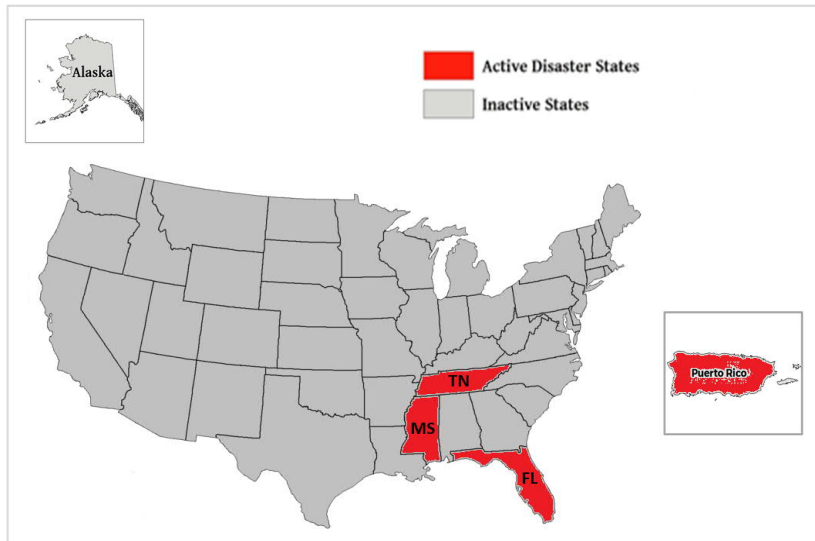 Alaska
Active Disaster States
Inactive States
TN
MS
FL
Puerto Rico